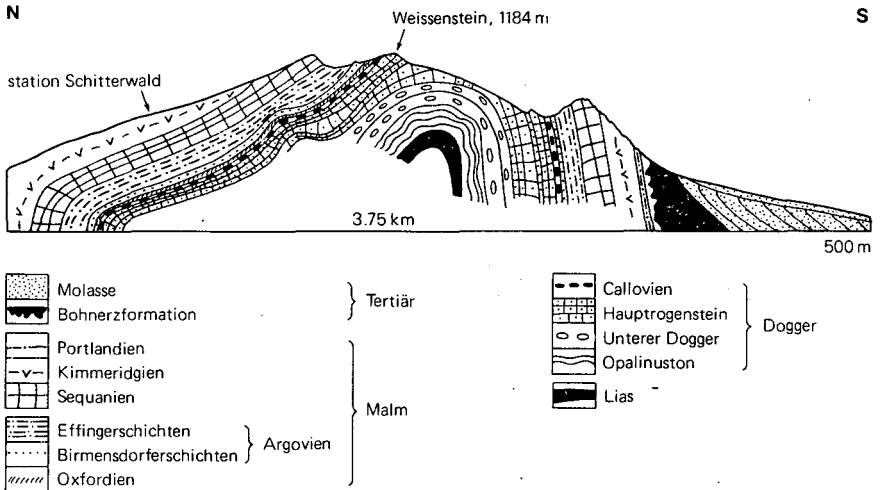 N
Weissenstein, 1184 m
S
station Schitterwald
3.75 km
500 m
Molasse
Bohnerzformation
Tertiär
Portlandien
Kimmeridgien
Sequanien
Malm
Effingerschichten
Birmensdorferschichten
Argovien
Oxfordien
Callovien
Hauptrogenstein
Unterer Dogger
Opalinuston
Dogger
Lias